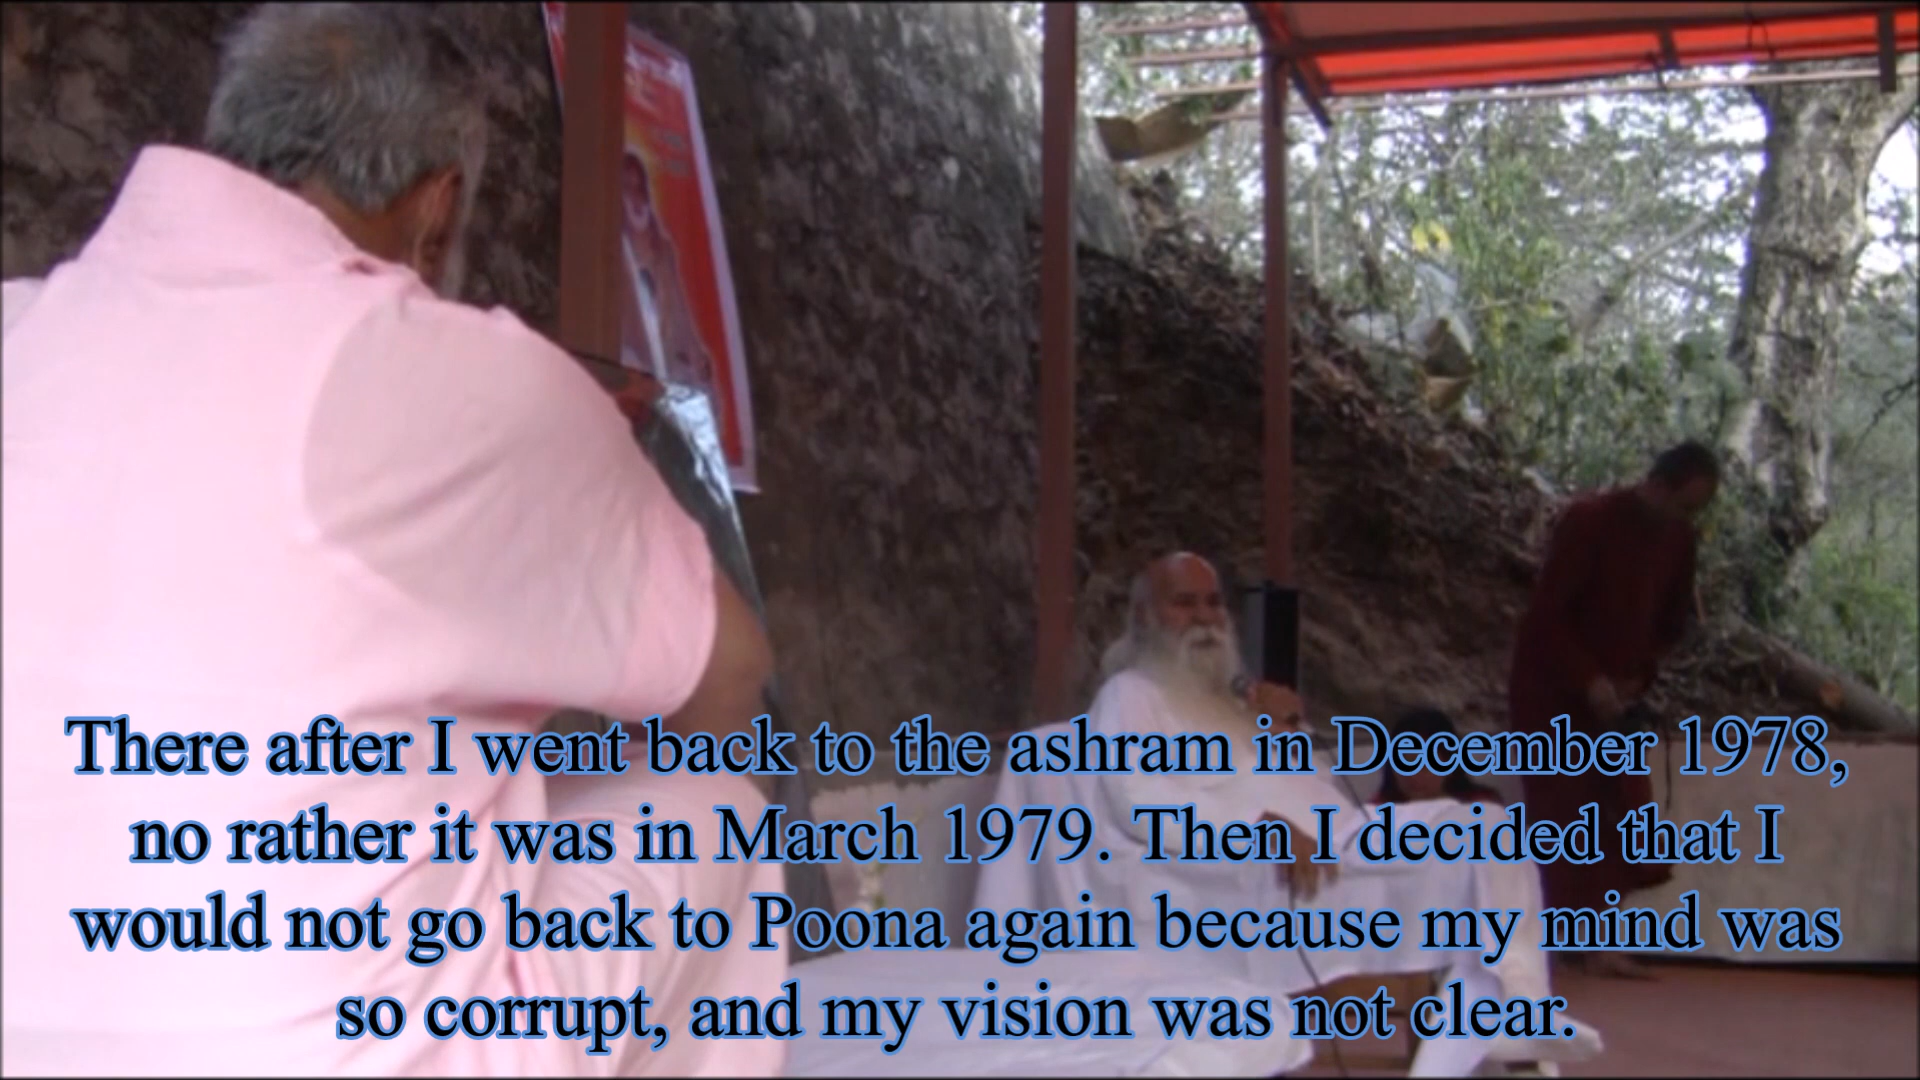 There after I went back to the ashram in December 1978,
no rather it was in March 1979. Then I decided that I
would not go back to Poona again because my mind was
so corrupt, and my vision was not clear.